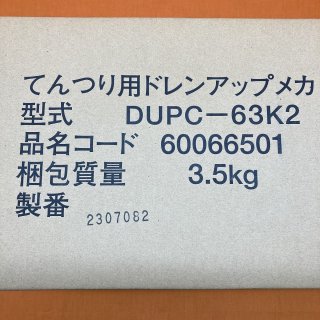 てんつり用ドレンアップメカ
型式 DUPC-63K2
品名コード 60066501
梱包質量 3.5kg
製番 2307082